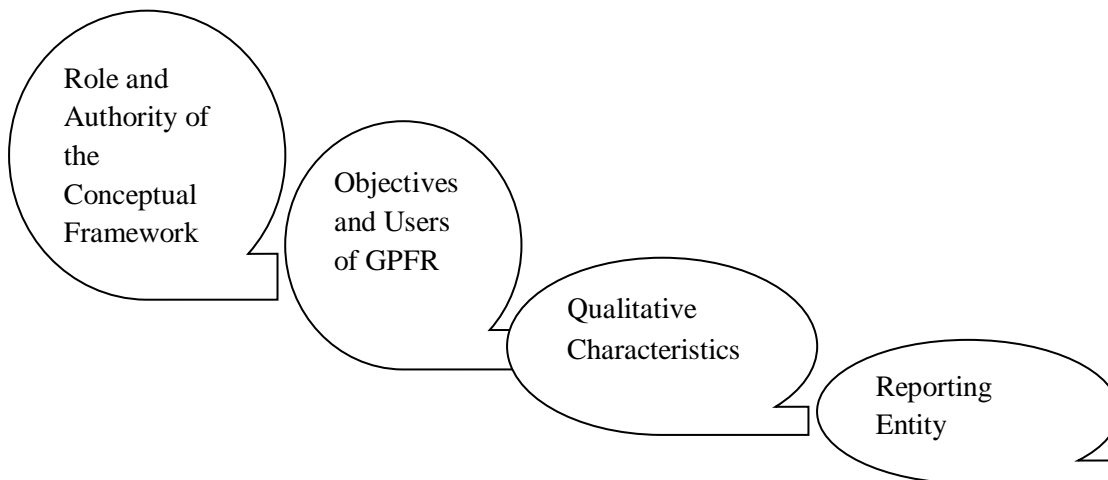 Role and
Authority of
the
Conceptual
Framework
Objectives
and Users
of GPFR
Qualitative
Characteristics
Reporting
Entity